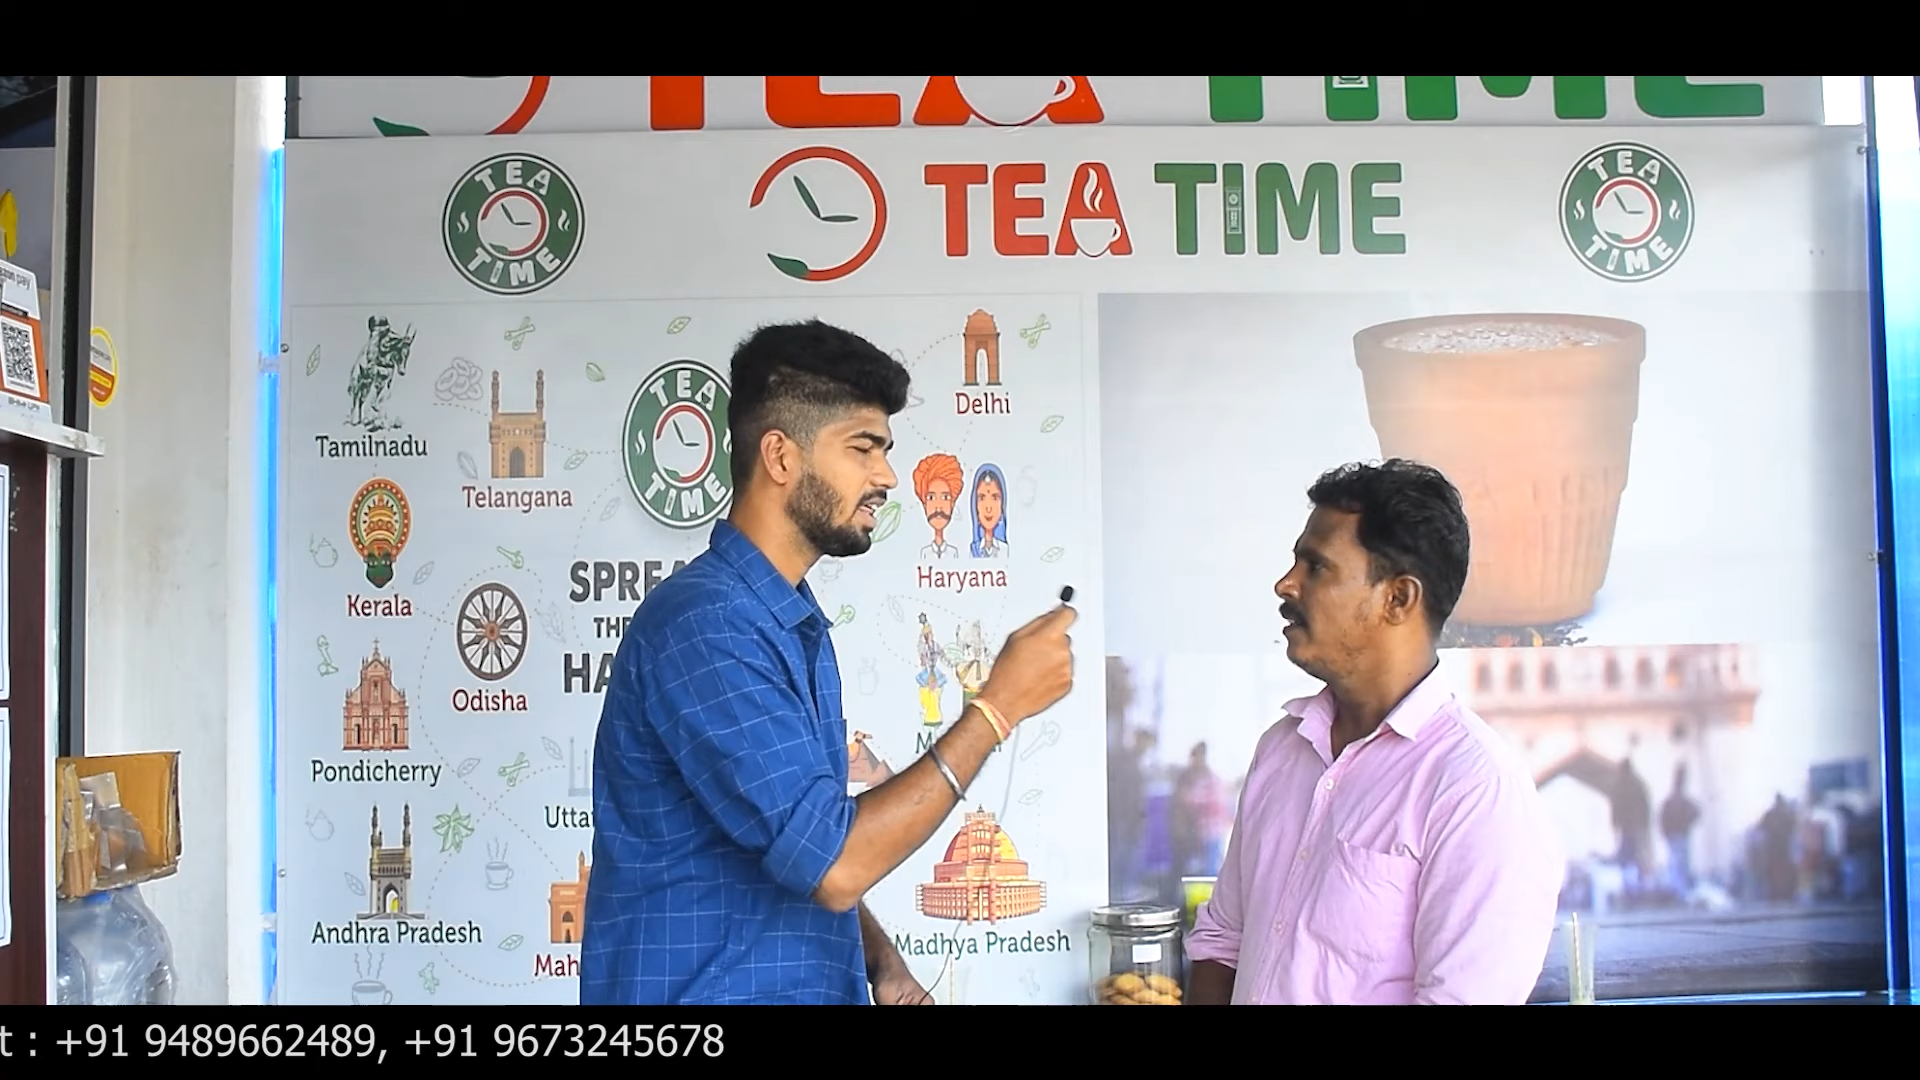 TEA TIME
TEA TIME
TEA TIME
TEA TIME
pay
Tamilnadu
Telangana
TEA TIME
Delhi
Kerala
Haryana
SPREA
THE
HA
Odisha
Pondicherry
Utta
Andhra Pradesh
Mah
Madhya Pradesh
t : +91 9489662489, +91 9673245678